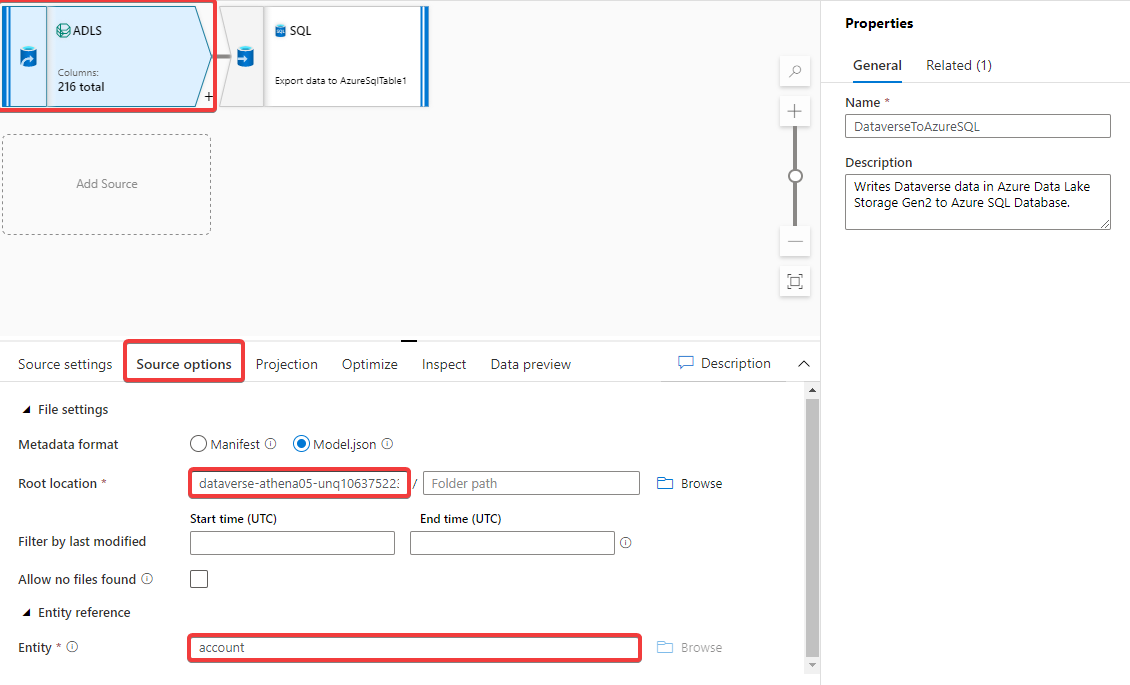 ADLS
Columns:
216 total
+
SQL
Export data to AzureSqlTable1
Add Source
Properties
General Related (1)
Name *
DataverseToAzureSQL
Description
Writes Dataverse data in Azure Data Lake
Storage Gen2 to Azure SQL Database.
Source settings Source options Projection Optimize Inspect Data preview Description
File settings
Metadata format Manifest Model.json
Root location * dataverse-athena05-unq106375223 / Folder path Browse
Start time (UTC) End time (UTC)
Filter by last modified
Allow no files found
Entity reference
Entity * account Browse